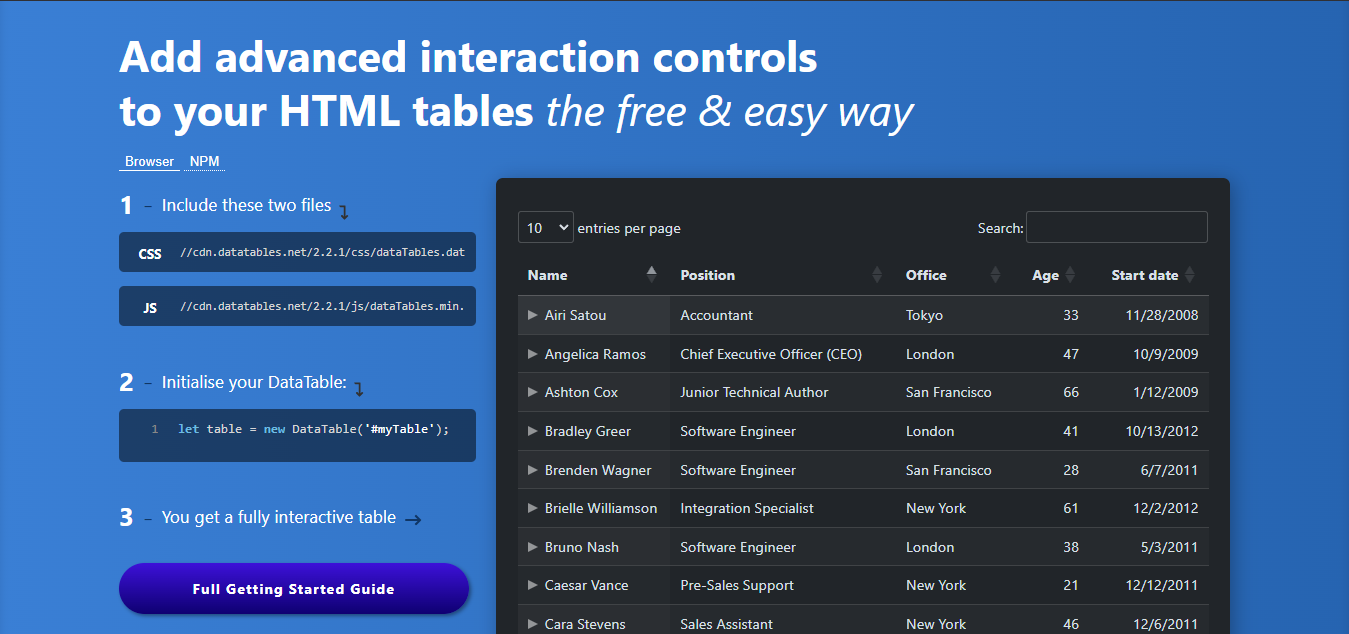 Add advanced interaction controls
to your HTML tables the free & easy way
Browser NPM
1 – Include these two files
CSS //cdn.datatables.net/2.2.1/css/dataTables.dat
JS //cdn.datatables.net/2.2.1/js/dataTables.min.
2 – Initialise your DataTable:
1 let table = new DataTable('#myTable');
3 – You get a fully interactive table →
Full Getting Started Guide
10 entries per page Search:
Name Position Office Age Start date
Airi Satou Accountant Tokyo 33 11/28/2008
Angelica Ramos Chief Executive Officer (CEO) London 47 10/9/2009
Ashton Cox Junior Technical Author San Francisco 66 1/12/2009
Bradley Greer Software Engineer London 41 10/13/2012
Brenden Wagner Software Engineer San Francisco 28 6/7/2011
Brielle Williamson Integration Specialist New York 61 12/2/2012
Bruno Nash Software Engineer London 38 5/3/2011
Caesar Vance Pre-Sales Support New York 21 12/12/2011
Cara Stevens Sales Assistant New York 46 12/6/2011